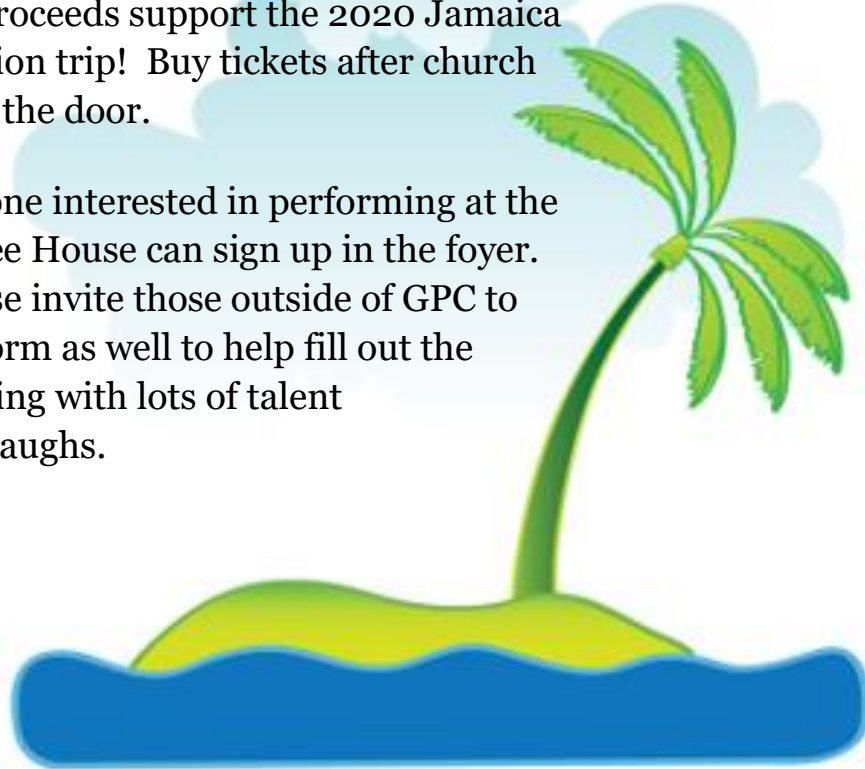 roceeds support the 2020 Jamaica
ion trip!  Buy tickets after church
the door.
one interested in performing at the
ee House can sign up in the foyer.
se invite those outside of GPC to
orm as well to help fill out the
ing with lots of talent
aughs.